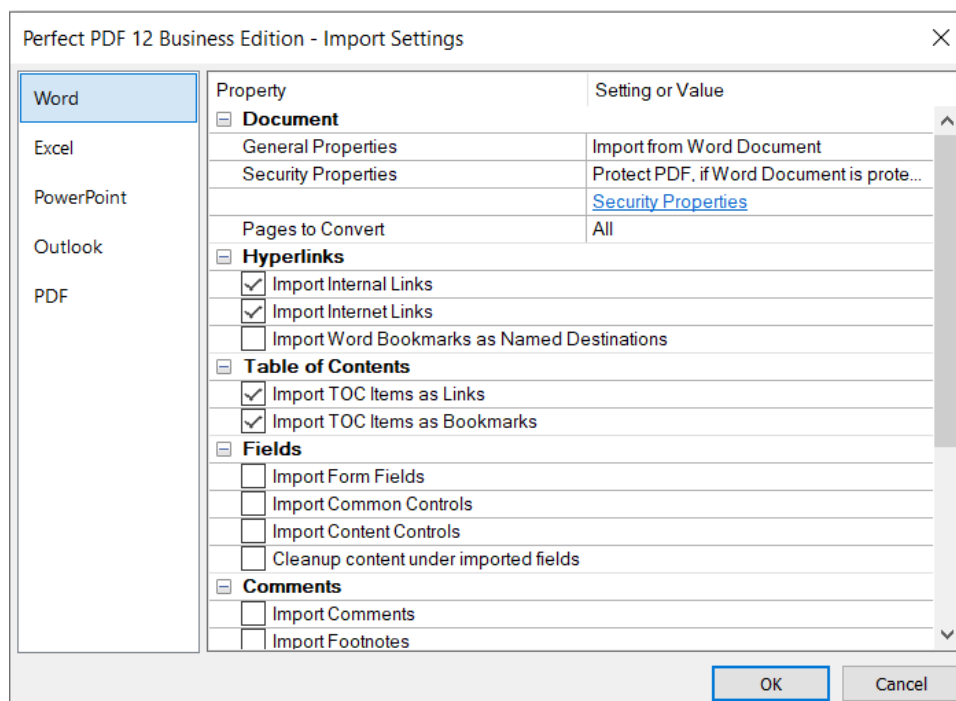 Perfect PDF 12 Business Edition - Import Settings
Word
Excel
PowerPoint
Outlook
PDF
Property Setting or Value
Document
General Properties Import from Word Document
Security Properties Protect PDF, if Word Document is prote...
Security Properties
Pages to Convert All
Hyperlinks
Import Internal Links
Import Internet Links
Import Word Bookmarks as Named Destinations
Table of Contents
Import TOC Items as Links
Import TOC Items as Bookmarks
Fields
Import Form Fields
Import Common Controls
Import Content Controls
Cleanup content under imported fields
Comments
Import Comments
Import Footnotes
OK Cancel